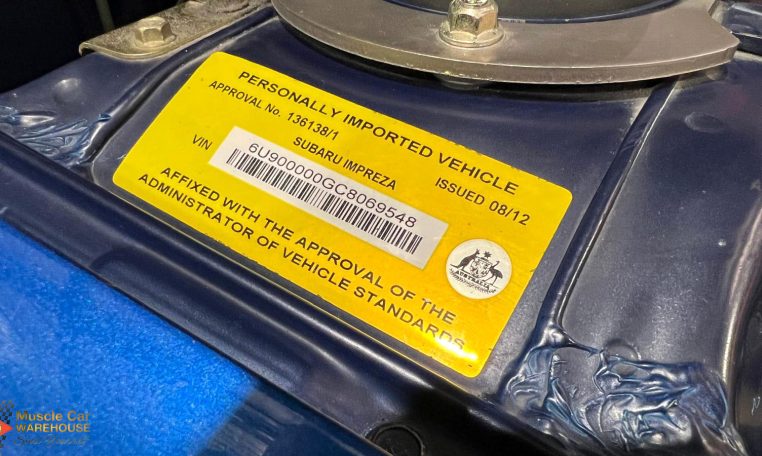 PERSONALLY IMPORTED VEHICLE
APPROVAL No. 136138/1
SUBARU IMPREZA
ISSUED 08/12
VIN
6U900000GC8069548
AFFIXED WITH THE APPROVAL OF THE
ADMINISTRATOR OF VEHICLE STANDARDS
AUSTRALIA
Muscle Car
WAREHOUSE